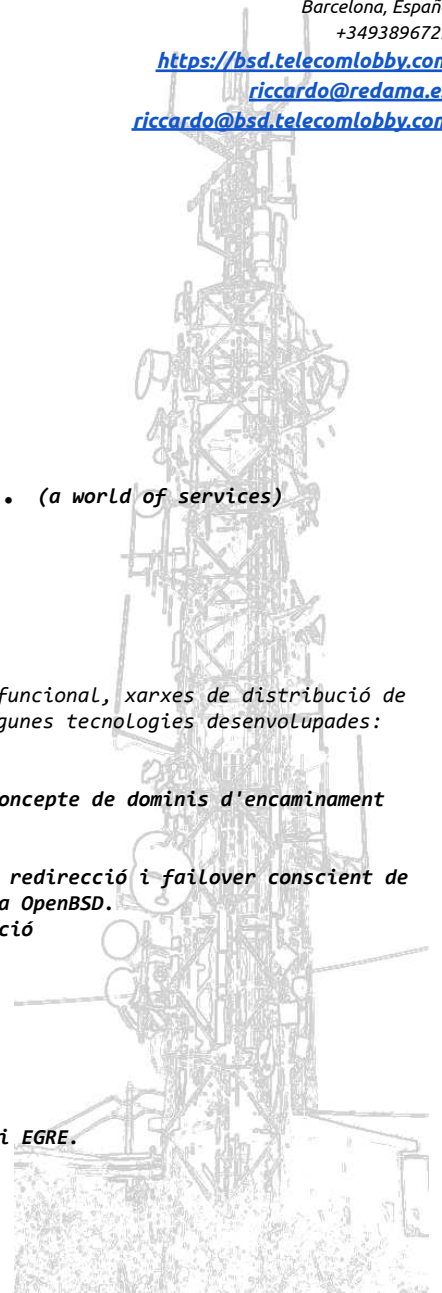 Barcelona, Españ
+349389672
https://bsd.telecomlobby.com
riccardo@redama.es
riccardo@bsd.telecomlobby.com
. (a world of services)
funcional, xarxes de distribució de
gunes tecnologies desenvolupades:
oncepte de dominis d'encaminament
redirecció i failover conscient de
a OpenBSD.
ció
i EGRE.